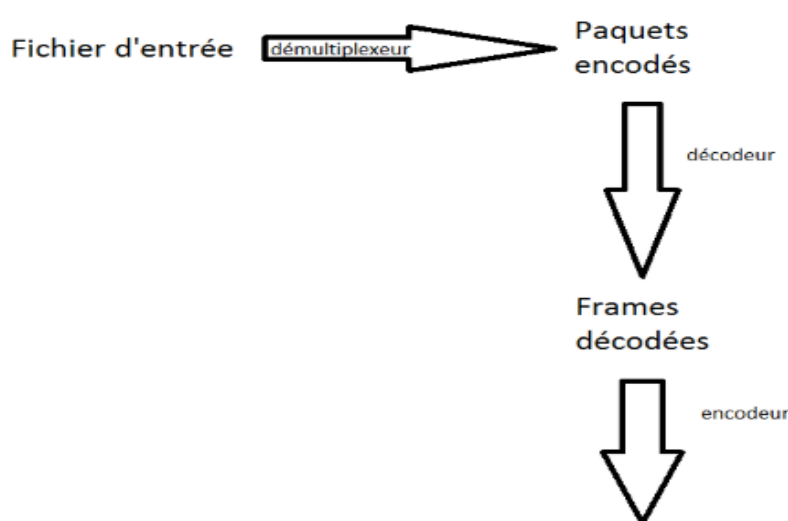 Fichier d'entrée
démultiplexeur
Paquets
encodés
décodeur
Frames
décodées
encodeur